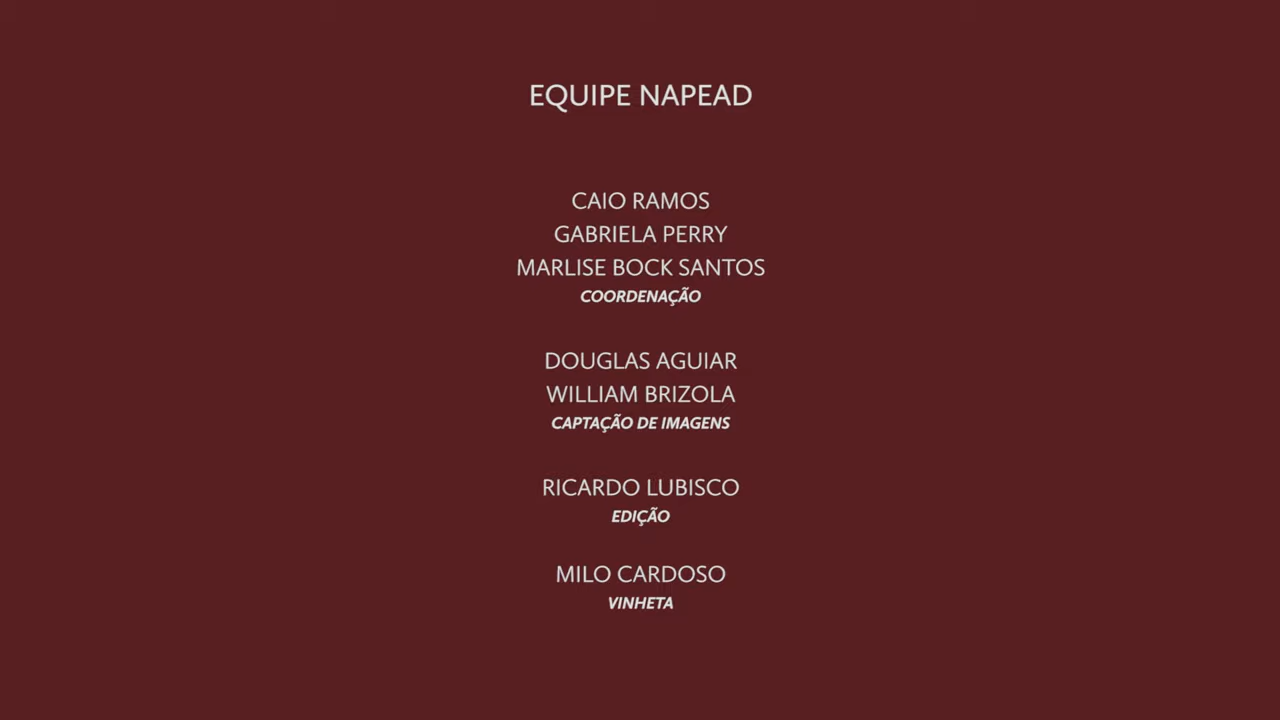 EQUIPE NAPEAD
CAIO RAMOS
GABRIELA PERRY
MARLISE BOCK SANTOS
COORDENAÇÃO
DOUGLAS AGUIAR
WILLIAM BRIZOLA
CAPTAÇÃO DE IMAGENS
RICARDO LUBISCO
EDIÇÃO
MILO CARDOSO
VINHETA